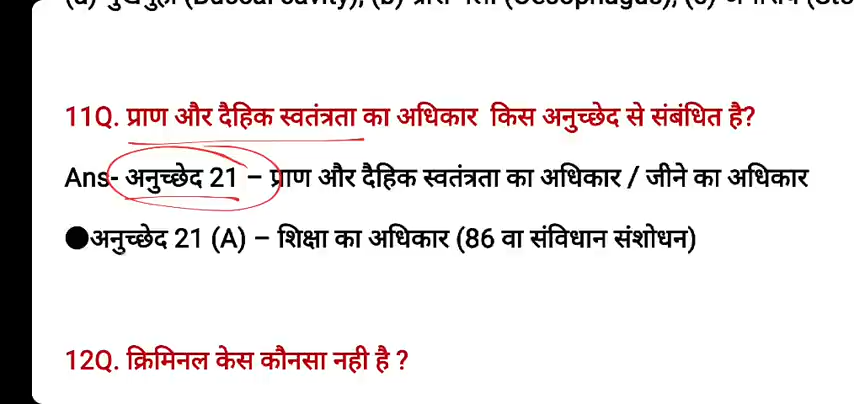 11Q. प्राण और दैहिक स्वतंत्रता का अधिकार किस अनुच्छेद से संबंधित है?
Ans- अनुच्छेद 21 – प्राण और दैहिक स्वतंत्रता का अधिकार / जीने का अधिकार
●अनुच्छेद 21 (A) – शिक्षा का अधिकार (86 वा संविधान संशोधन)
12Q. क्रिमिनल केस कौनसा नही है ?